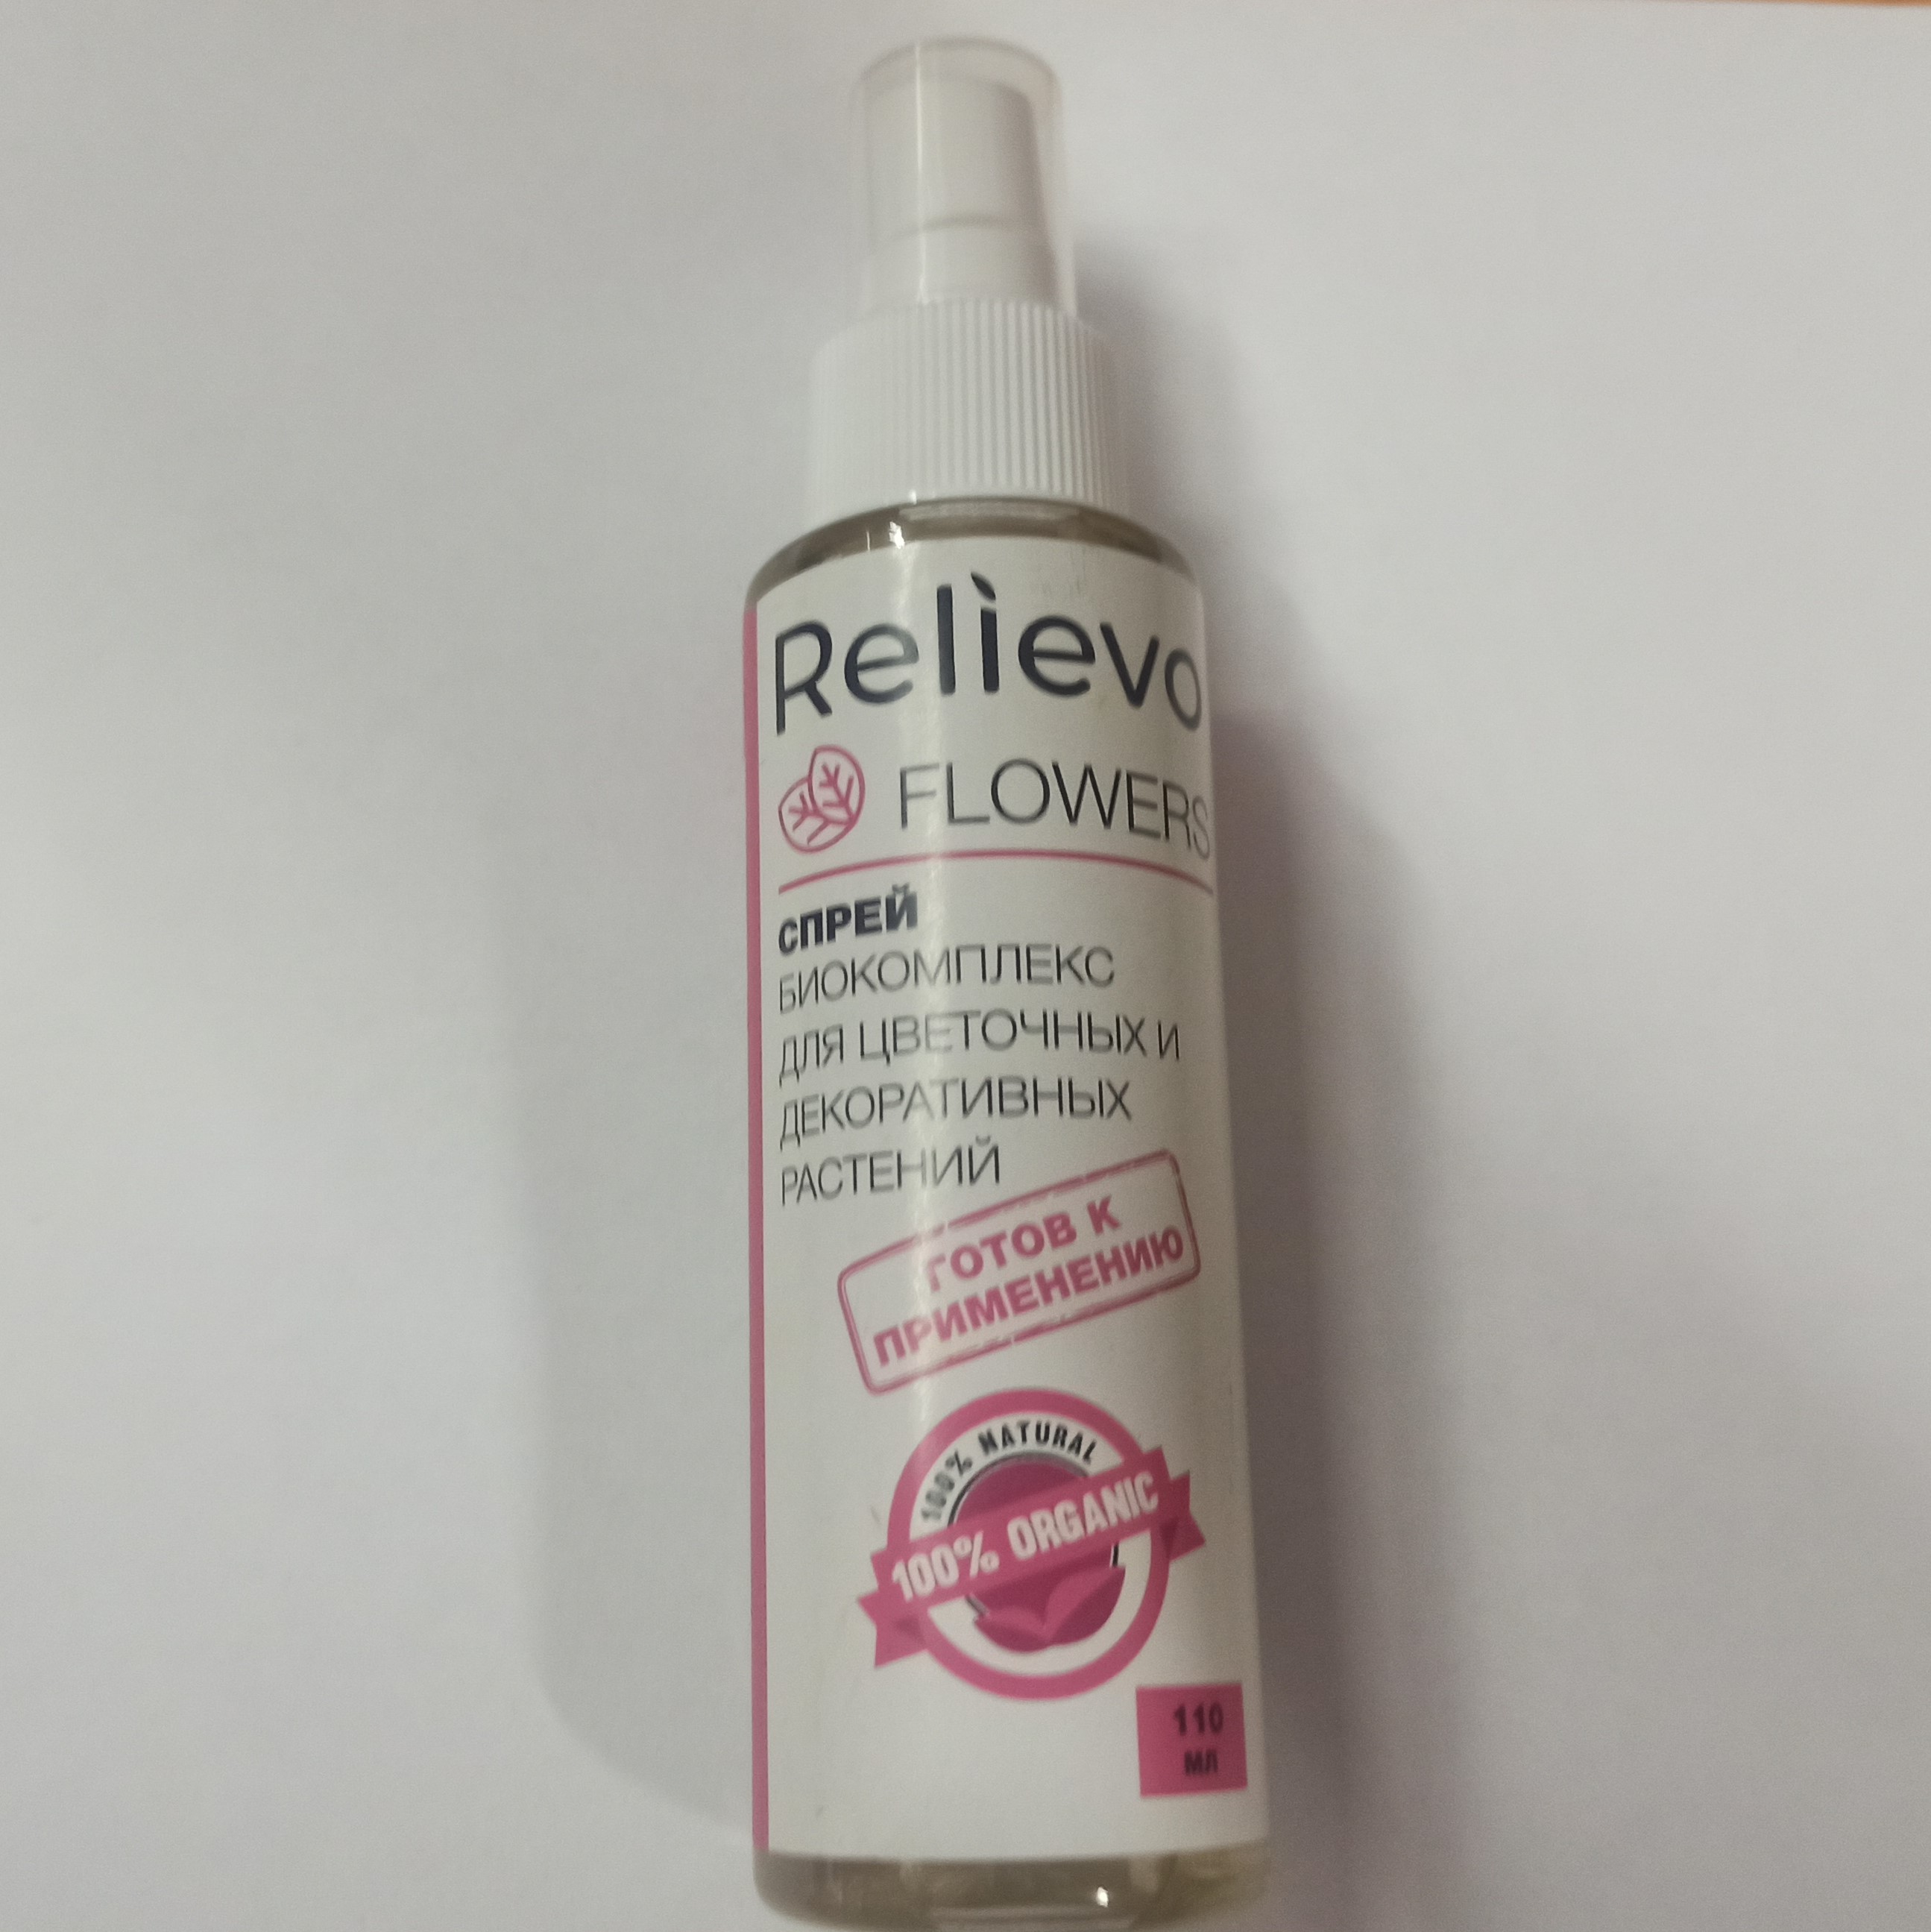 Relìevo
FLOWERS
СПРЕЙ
БИОКОМПЛЕКС
ДЛЯ ЦВЕТОЧНЫХ И
ДЕКОРАТИВНЫХ
РАСТЕНИЙ
ГОТОВ К
ПРИМЕНЕНИЮ
100% NATURAL
100% ORGANIC
110
МЛ